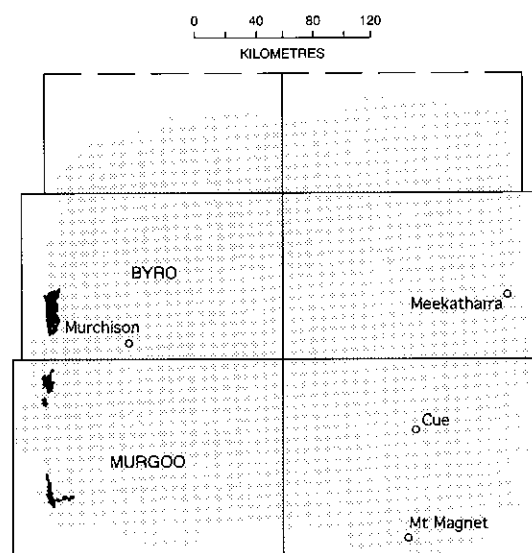 0 40 80 120
KILOMETRES
BYRO
Meekatharra
Murchison
Cue
MURGOO
Mt Magnet